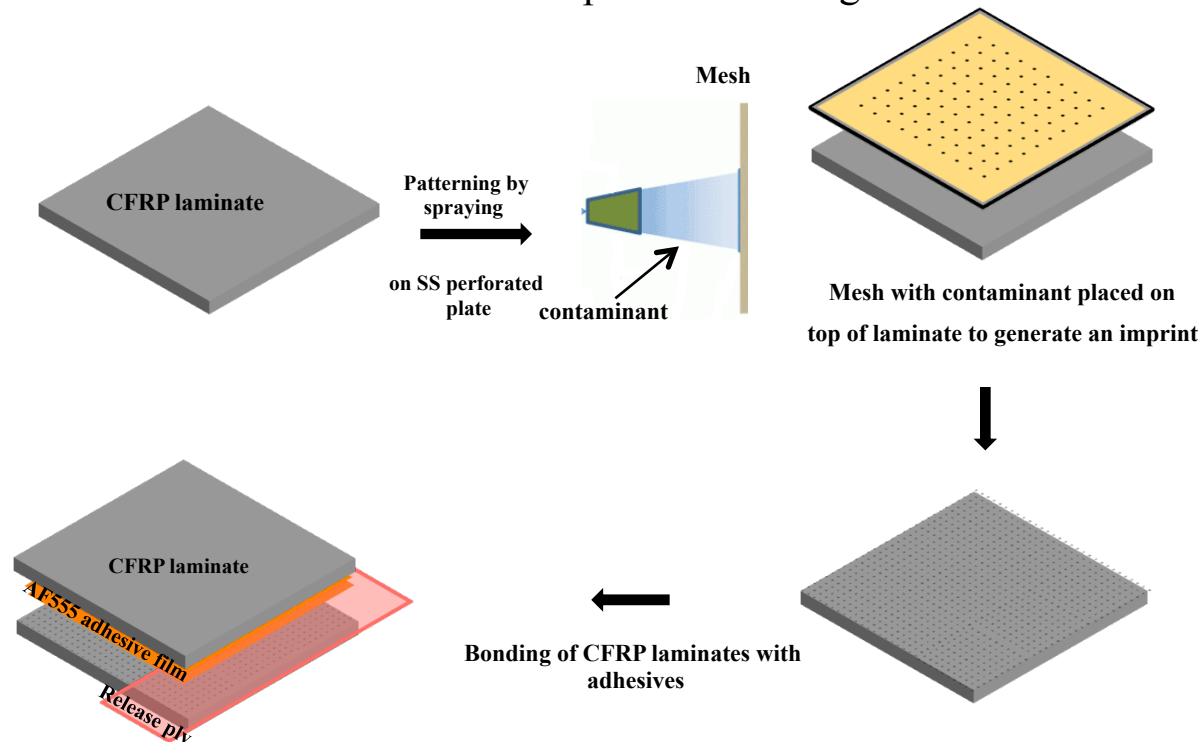 Mesh
CFRP laminate
Patterning by
spraying
on SS perforated
plate
contaminant
Mesh with contaminant placed on
top of laminate to generate an imprint
CFRP laminate
AF555 adhesive film
Release ply
Bonding of CFRP laminates with
adhesives